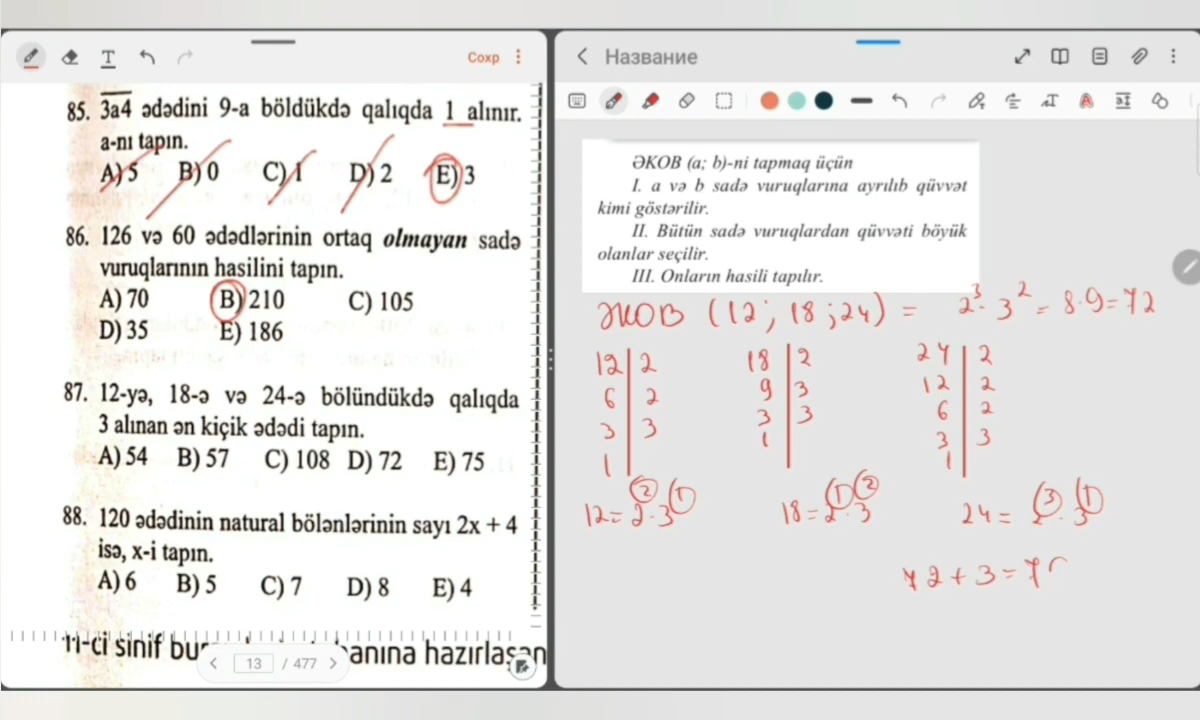 Сохр
85. 3a4 ədədini 9-a böldükdə qalıqda 1 alınır.
a-nı tapın.
A) 5 B) 0 C) 1 D) 2 E) 3
86. 126 və 60 ədədlərinin ortaq olmayan sadə
vuruqlarının hasilini tapın.
A) 70 B) 210 C) 105
D) 35 E) 186
87. 12-yə, 18-ə və 24-ə bölündükdə qalıqda
3 alınan ən kiçik ədədi tapın.
A) 54 B) 57 C) 108 D) 72 E) 75
88. 120 ədədinin natural bölənlərinin sayı 2x + 4
isə, x-i tapın.
A) 6 B) 5 C) 7 D) 8 E) 4
11-ci sinif anına hazırlaşan
13 / 477
Название
ƏKOB (a; b)-ni tapmaq üçün
I. a və b sadə vuruqlarına ayrılıb qüvvət
kimi göstərilir.
II. Bütün sadə vuruqlardan qüvvəti böyük
olanlar seçilir.
III. Onların hasili tapılır.
ƏKOB (12; 18; 24) = 2³·3² = 8·9=72
12 | 2 18 | 2 24 | 2
6 | 2 9 | 3 12 | 2
3 | 3 3 | 3 6 | 2
1 1 3 | 3
1
12=2²·3¹ 18=2¹·3² 24=2³·3¹
72+3=7